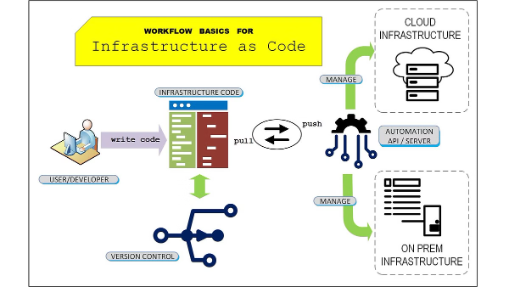 WORKFLOW BASICS FOR
Infrastructure as Code
CLOUD
INFRASTRUCTURE
MANAGE
INFRASTRUCTURE CODE
write code
pull
push
AUTOMATION
API / SERVER
USER/DEVELOPER
MANAGE
VERSION CONTROL
ON PREM
INFRASTRUCTURE